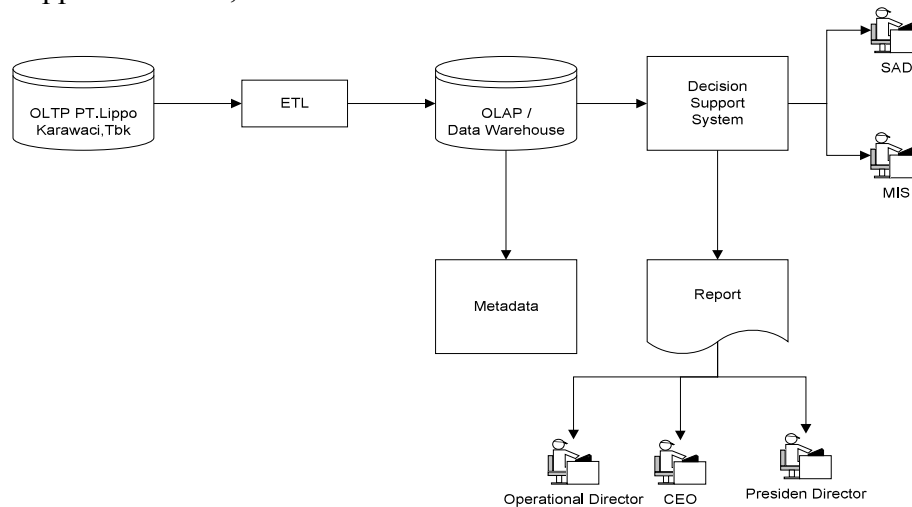 SAD
OLTP PT.Lippo
Karawaci,Tbk
ETL
OLAP /
Data Warehouse
Decision
Support
System
MIS
Metadata
Report
Operational Director
CEO
Presiden Director